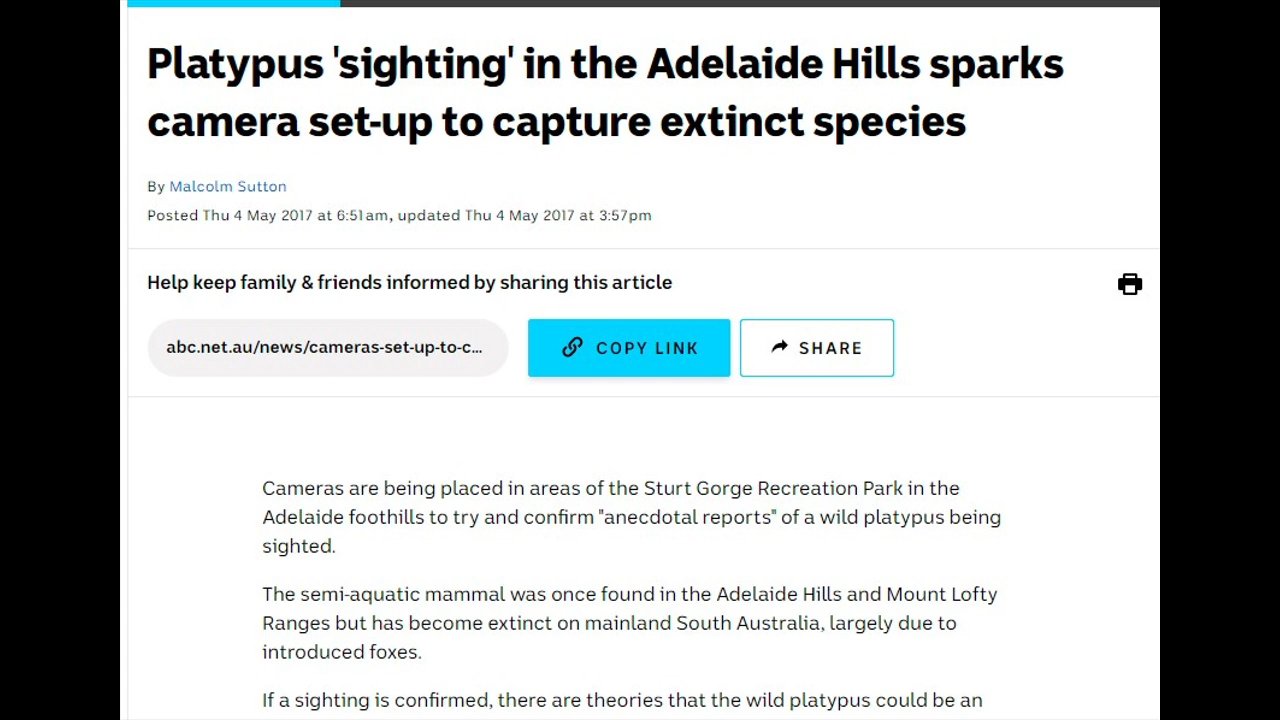 Platypus 'sighting' in the Adelaide Hills sparks
camera set-up to capture extinct species
By Malcolm Sutton
Posted Thu 4 May 2017 at 6:51am, updated Thu 4 May 2017 at 3:57pm
Help keep family & friends informed by sharing this article
abc.net.au/news/cameras-set-up-to-c...
COPY LINK
SHARE
Cameras are being placed in areas of the Sturt Gorge Recreation Park in the
Adelaide foothills to try and confirm "anecdotal reports" of a wild platypus being
sighted.
The semi-aquatic mammal was once found in the Adelaide Hills and Mount Lofty
Ranges but has become extinct on mainland South Australia, largely due to
introduced foxes.
If a sighting is confirmed, there are theories that the wild platypus could be an